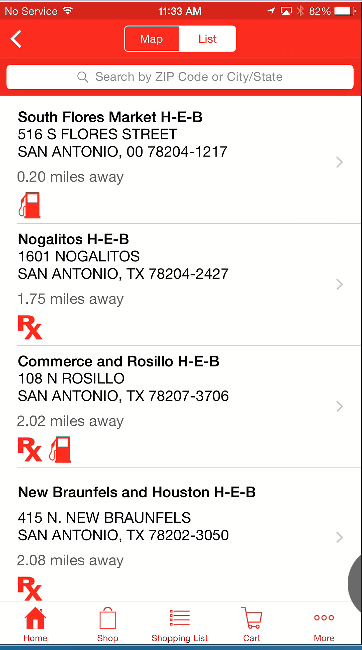 No Service 11:33 AM 82%
Map List
Search by ZIP Code or City/State
South Flores Market H-E-B
516 S FLORES STREET
SAN ANTONIO, 00 78204-1217
0.20 miles away
Nogalitos H-E-B
1601 NOGALITOS
SAN ANTONIO, TX 78204-2427
1.75 miles away
Rx
Commerce and Rosillo H-E-B
108 N ROSILLO
SAN ANTONIO, TX 78207-3706
2.02 miles away
Rx
New Braunfels and Houston H-E-B
415 N. NEW BRAUNFELS
SAN ANTONIO, TX 78202-3050
2.08 miles away
Rx
Home Shop Shopping List Cart More